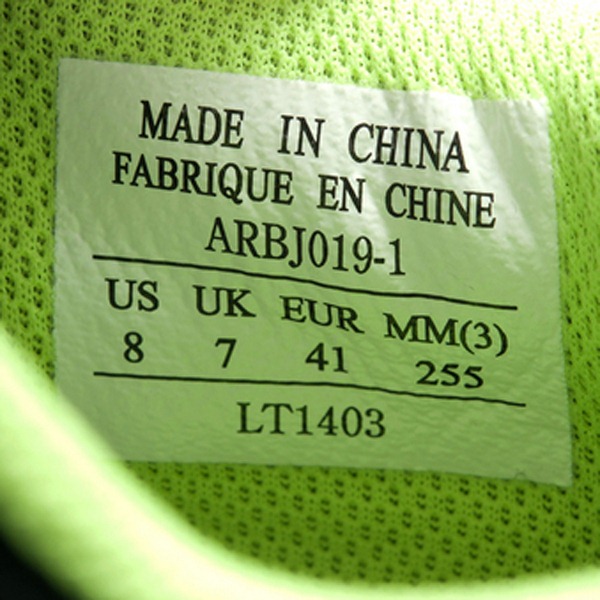 MADE IN CHINA
FABRIQUE EN CHINE
ARBJ019-1
US UK EUR MM(3)
8 7 41 255
LT1403